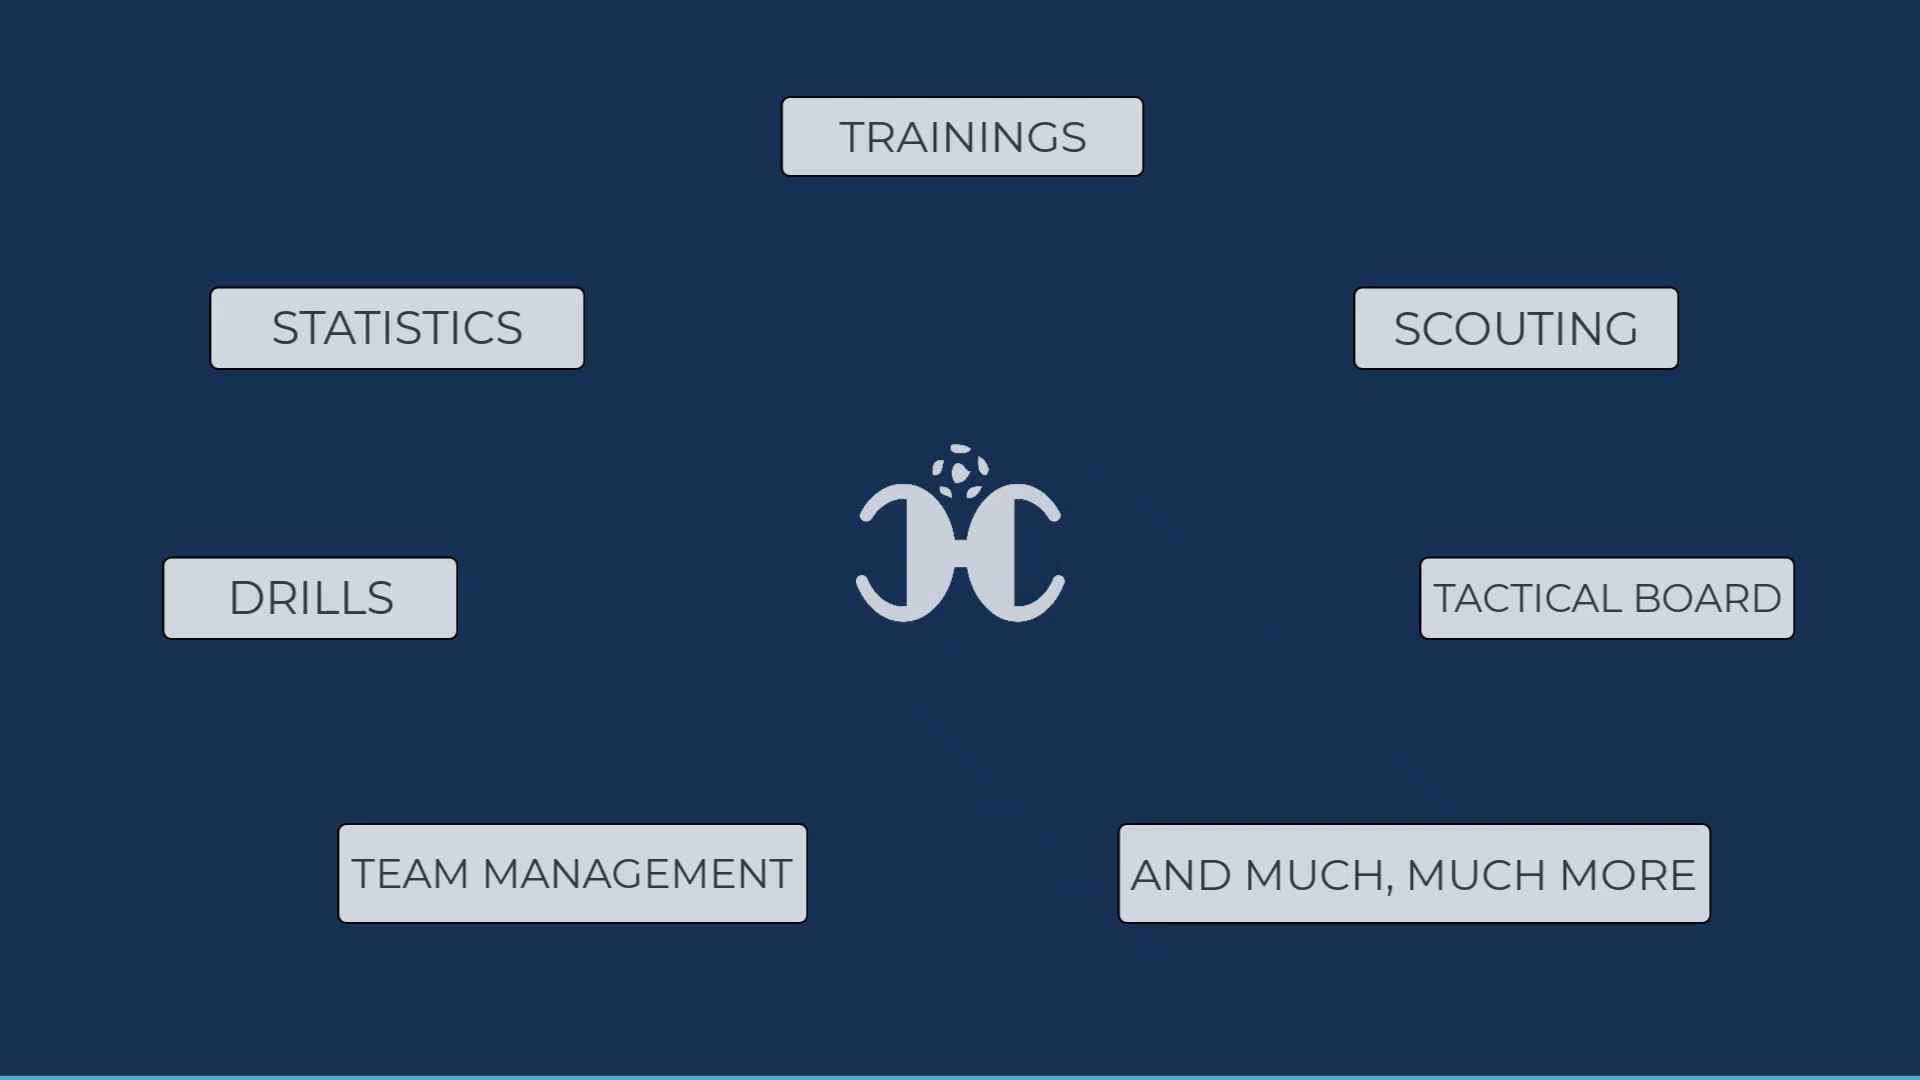 TRAININGS
STATISTICS
SCOUTING
DRILLS
TACTICAL BOARD
TEAM MANAGEMENT
AND MUCH, MUCH MORE